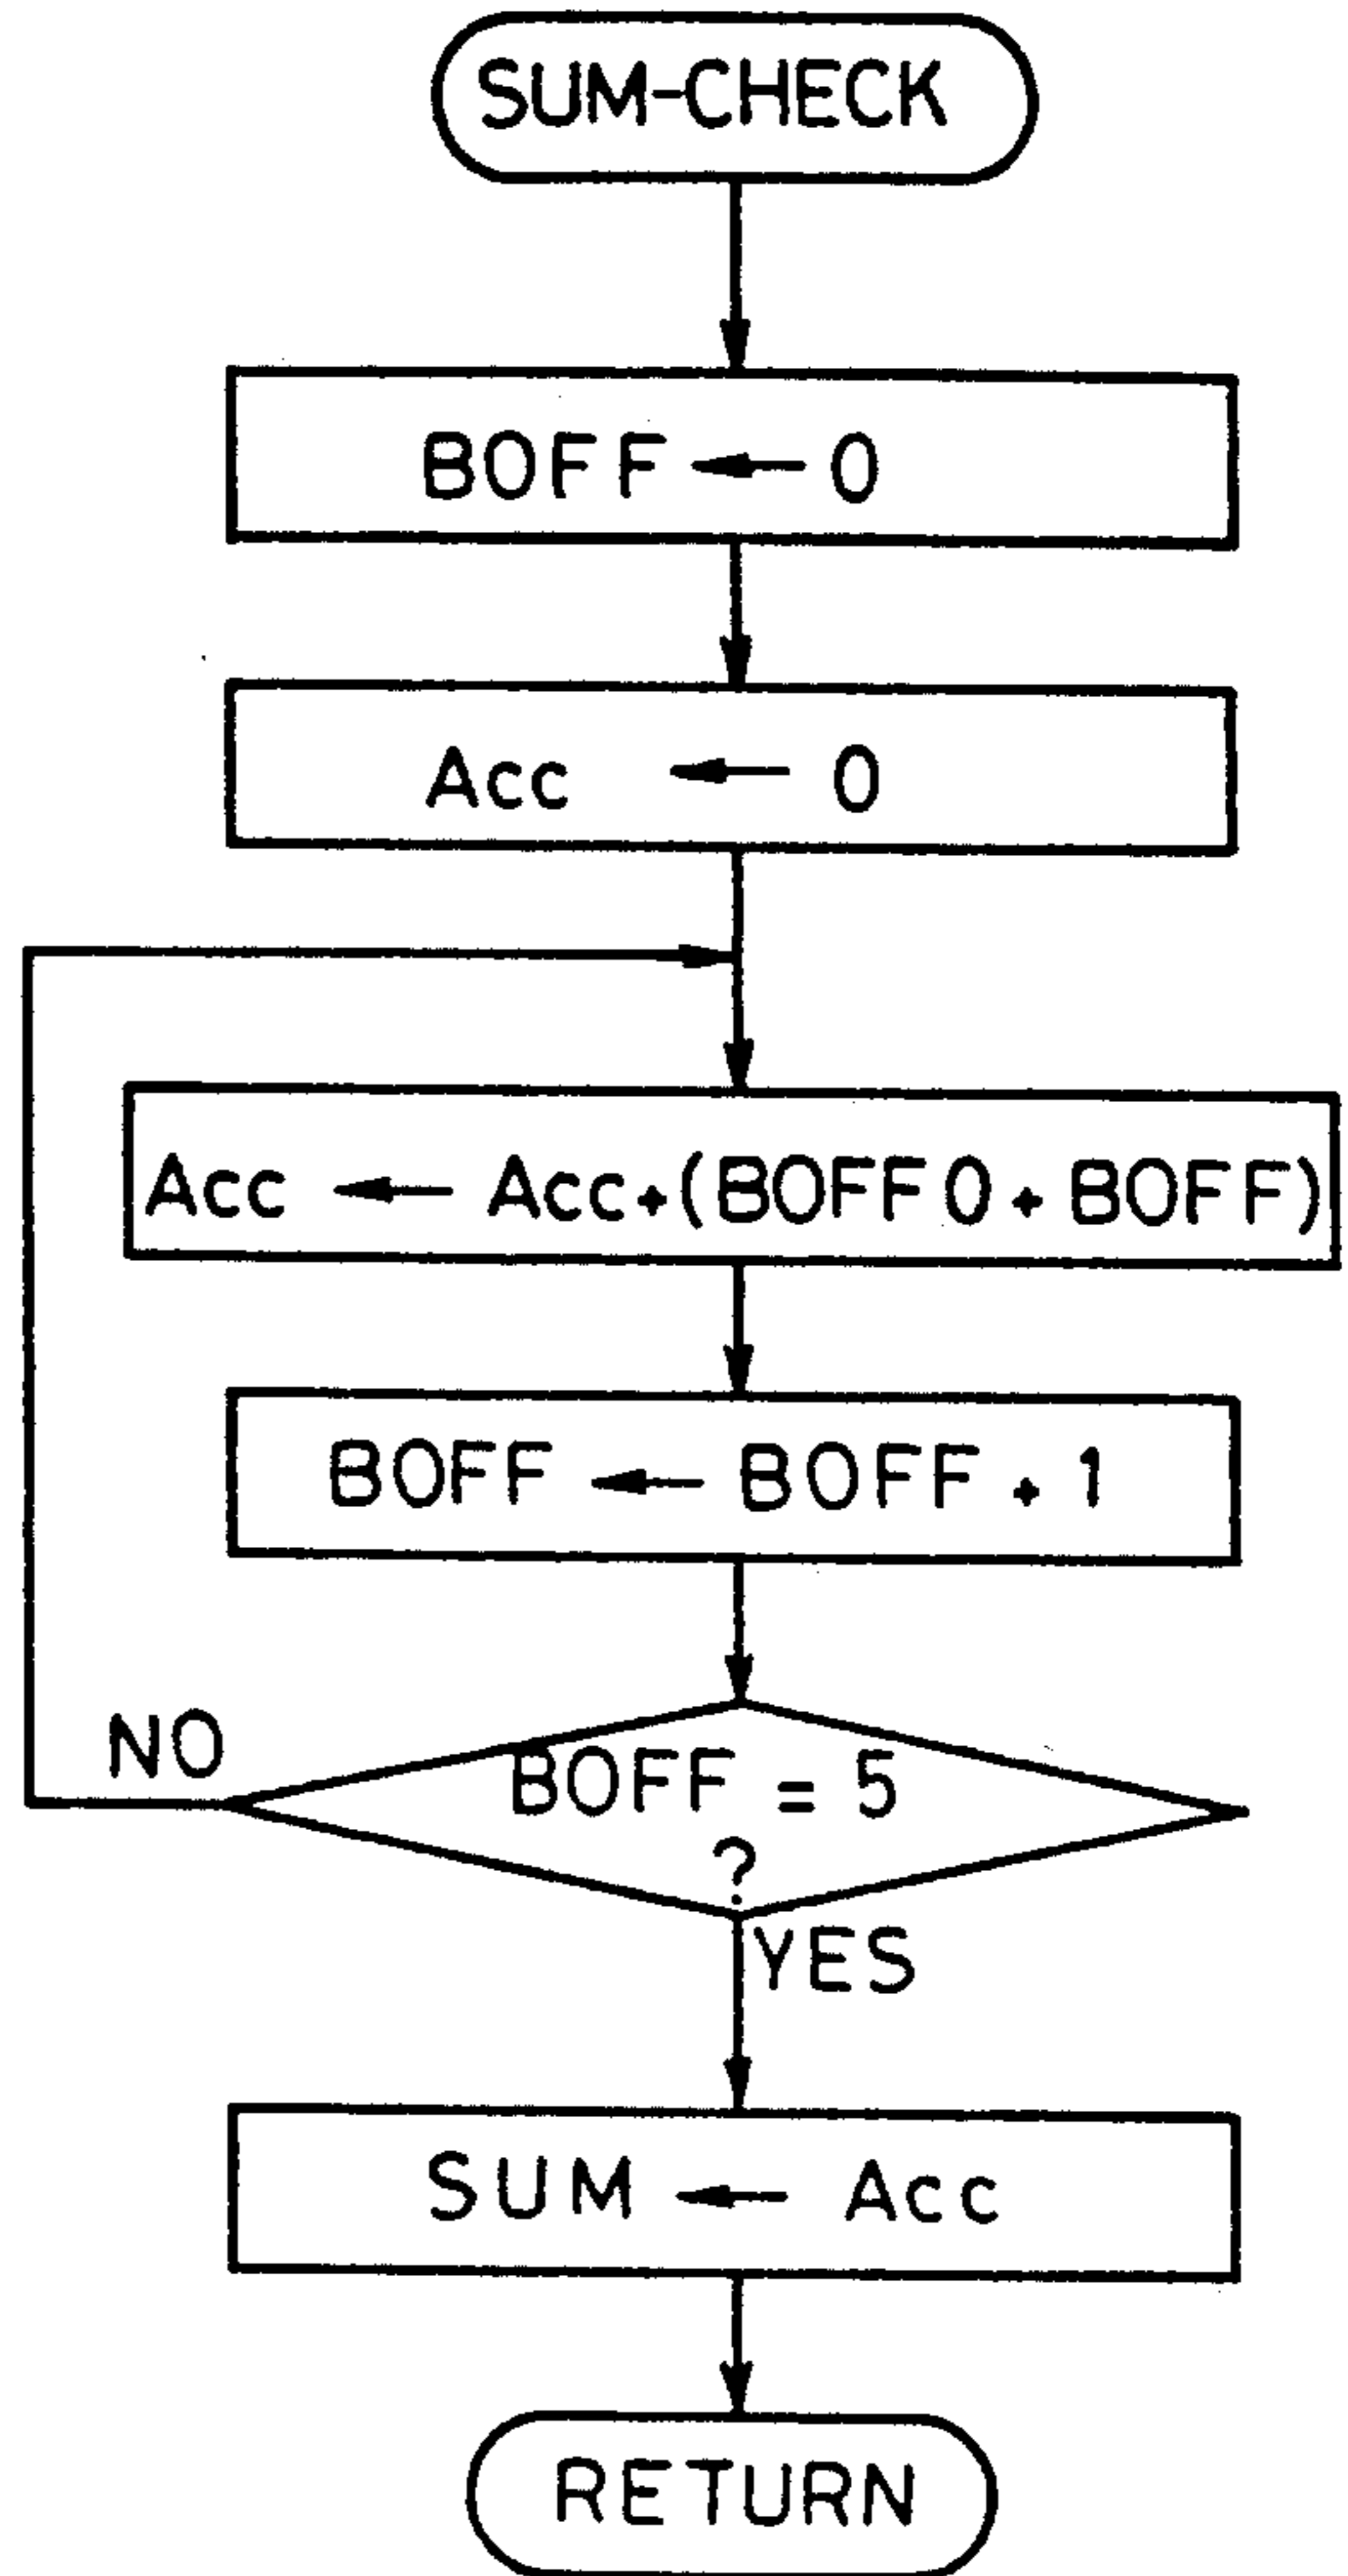 SUM-CHECK
BOFF ← 0
Acc ← 0
Acc ← Acc+(BOFF0+BOFF)
BOFF ← BOFF+1
NO
BOFF = 5
?
YES
SUM ← Acc
RETURN